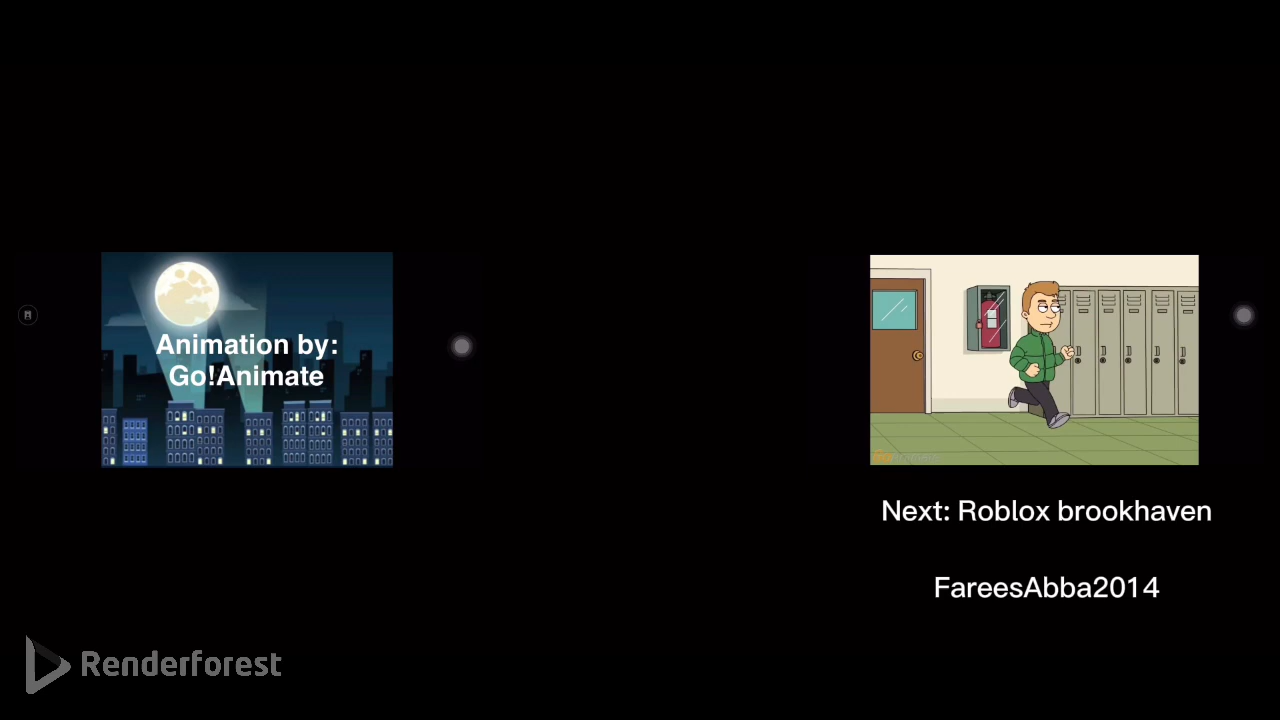 Animation by:
Go!Animate
Next: Roblox brookhaven
FareesAbba2014
Renderforest